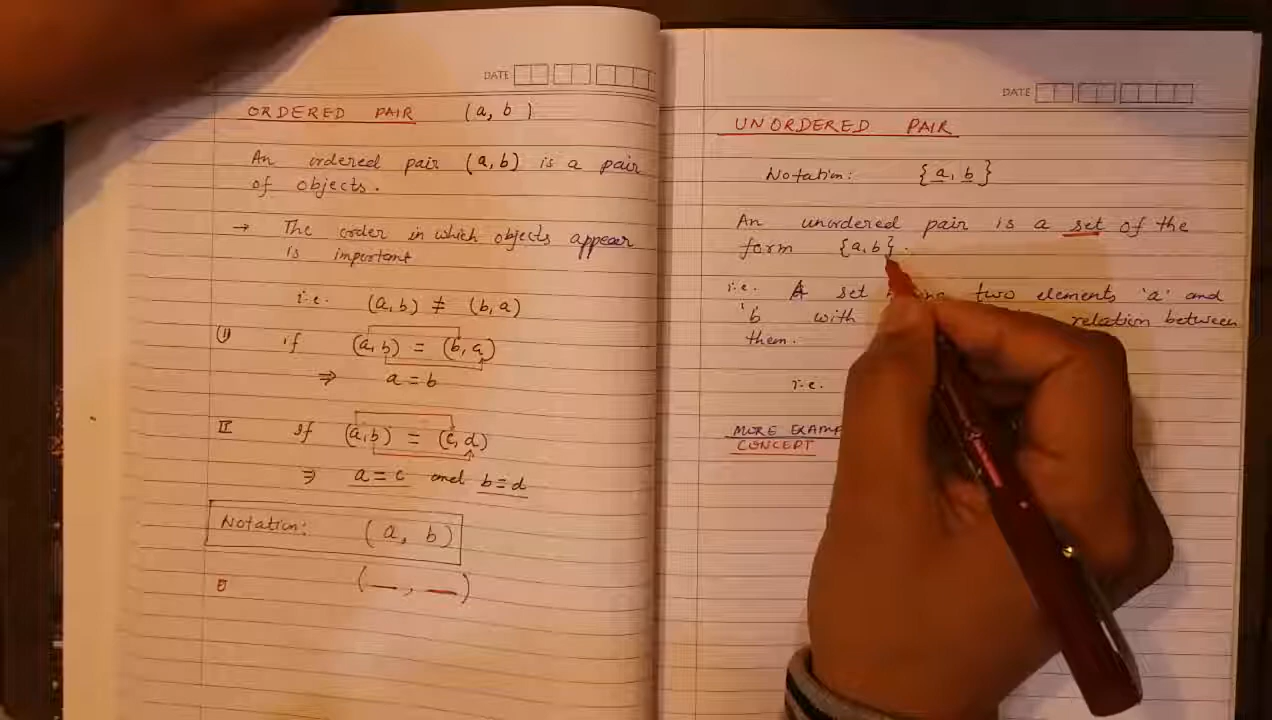 DATE
ORDERED PAIR (a, b)
An ordered pair (a, b) is a pair
of objects.
→ The order in which objects appear
is important
i.e. (a, b) ≠ (b, a)
(I) if (a, b) = (b, a)
⇒ a = b
II If (a, b) = (c, d)
⇒ a = c and b = d
Notation: (a, b)
(__, __)
DATE
UNORDERED PAIR
Notation: {a, b}
An unordered pair is a set of the
form {a, b}.
i.e. A set two elements 'a' and
'b with relation between
them.
i.e.
MORE
CONCEPT